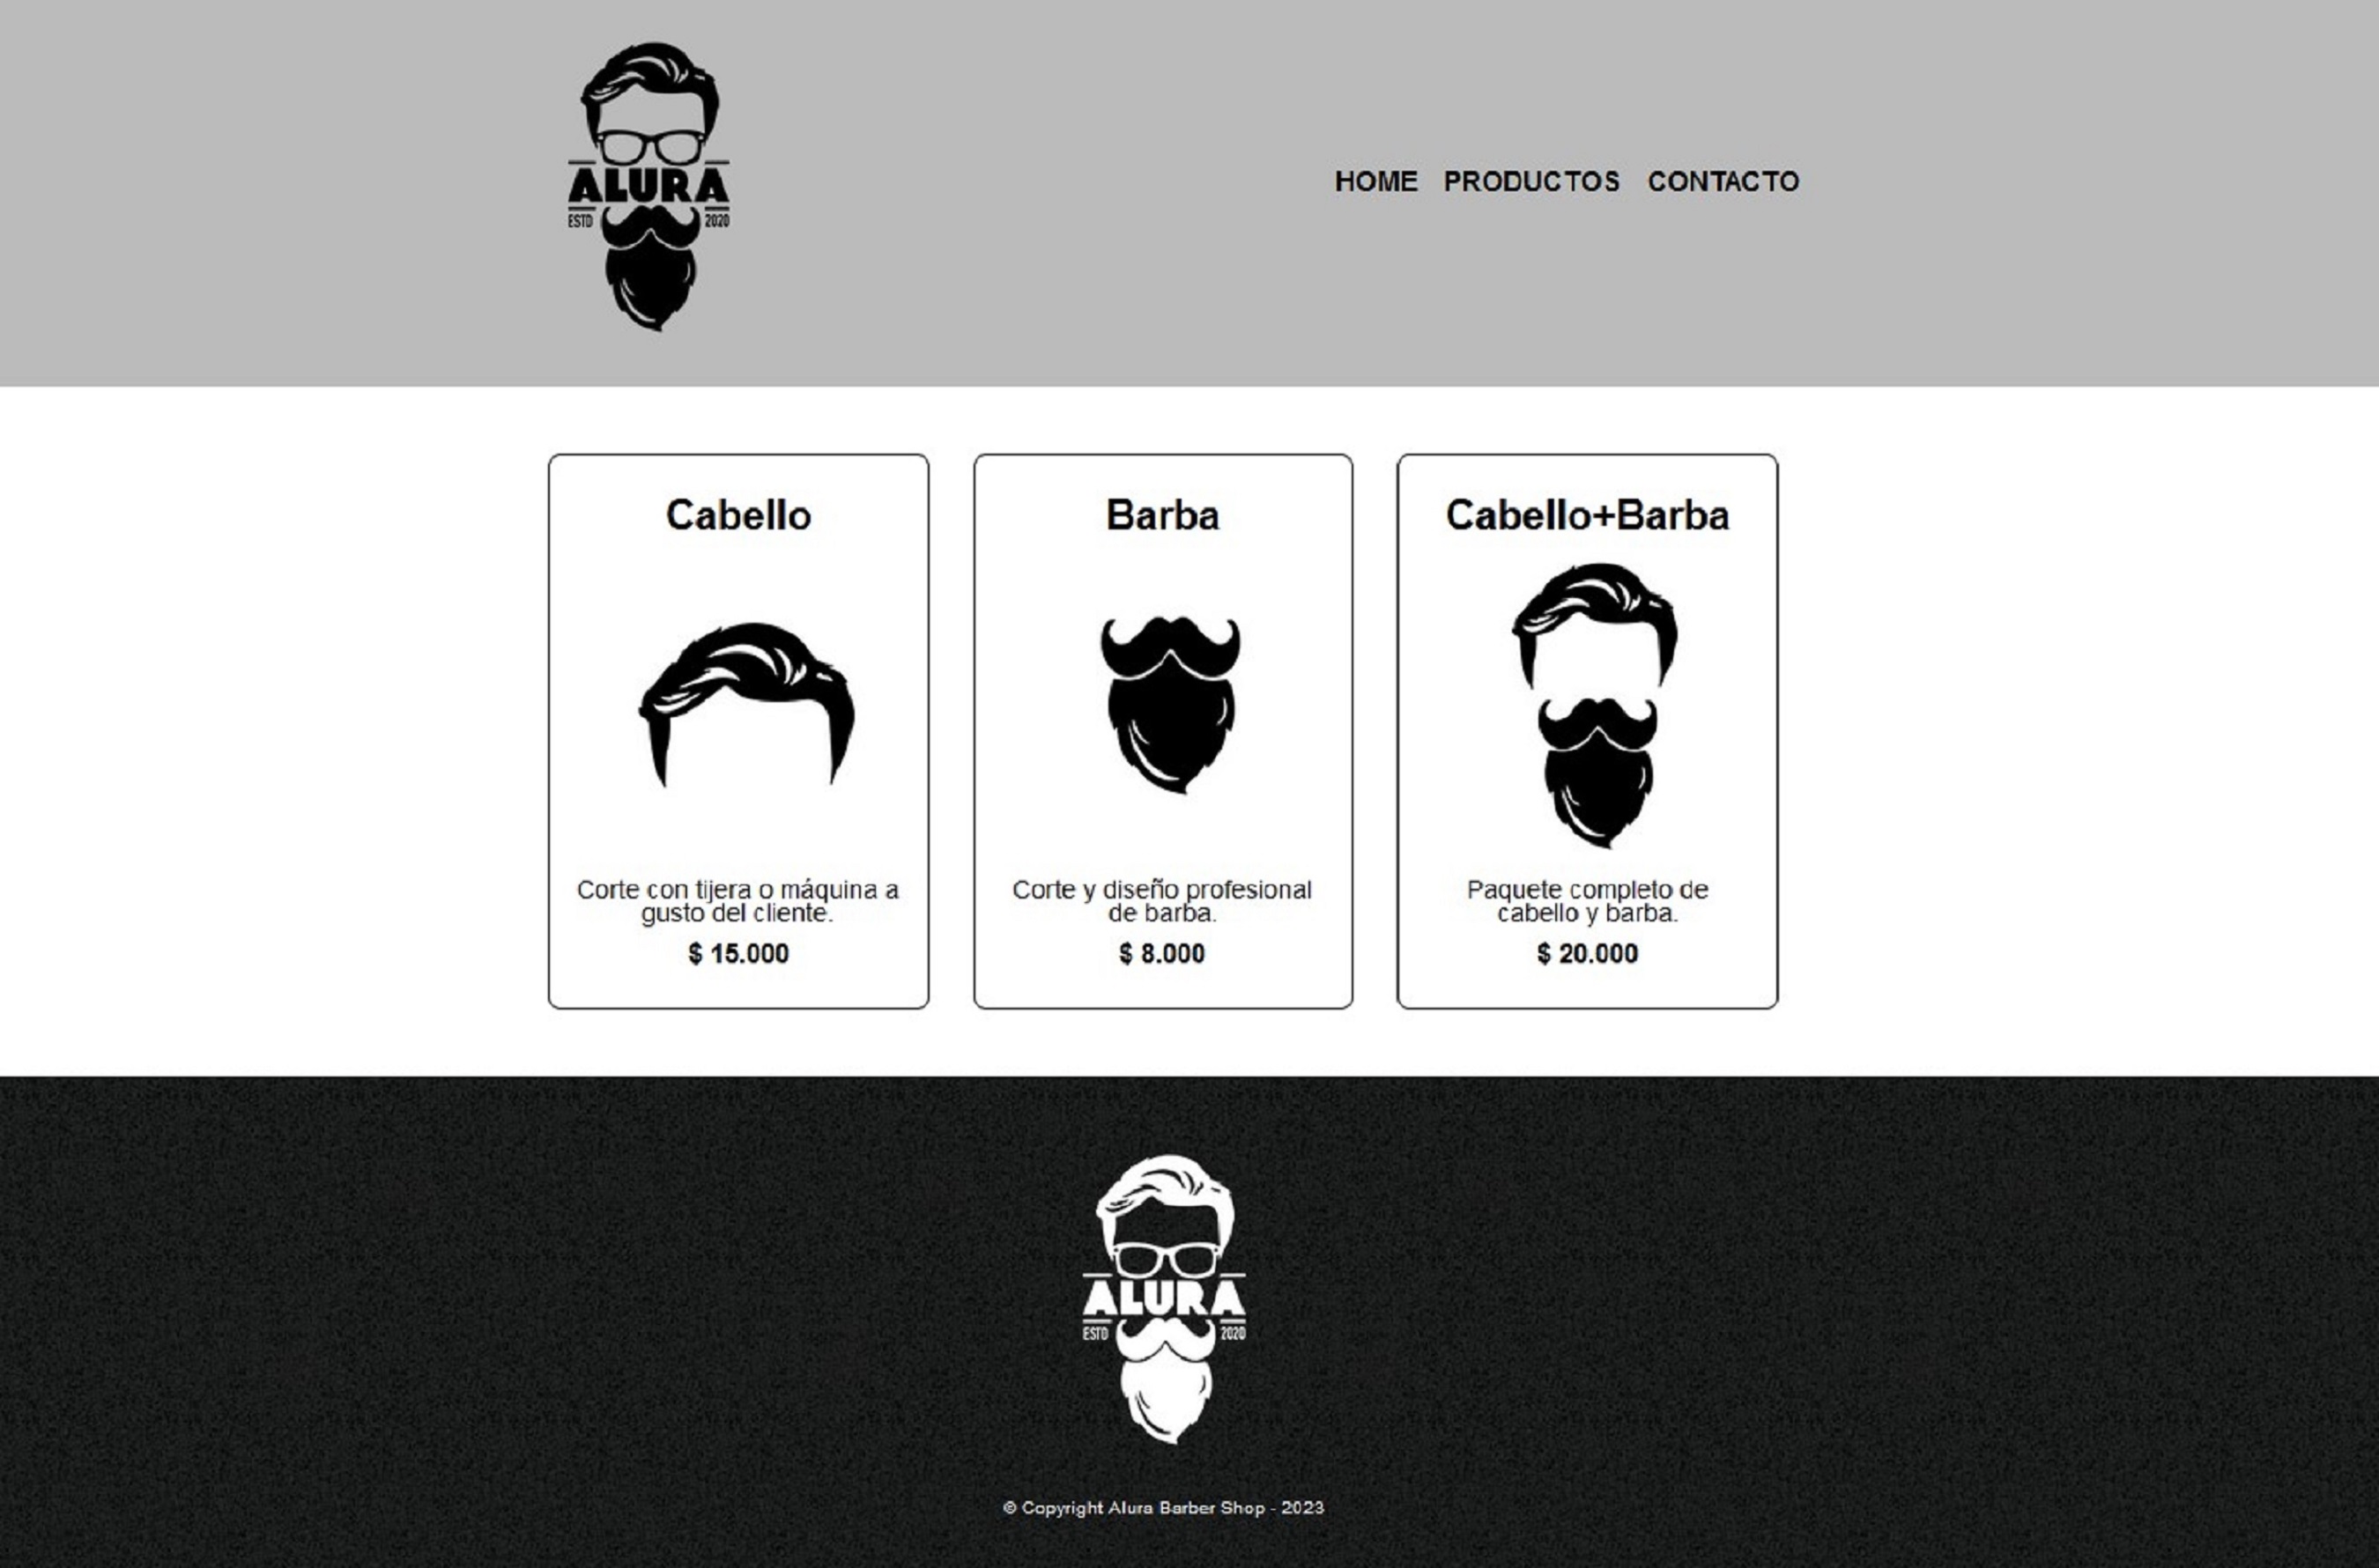 ALURA
ESTD 2020
HOME PRODUCTOS CONTACTO
Cabello
Corte con tijera o máquina a
gusto del cliente.
$ 15.000
Barba
Corte y diseño profesional
de barba.
$ 8.000
Cabello+Barba
Paquete completo de
cabello y barba.
$ 20.000
ALURA
ESTD 2020
© Copyright Alura Barber Shop - 2023